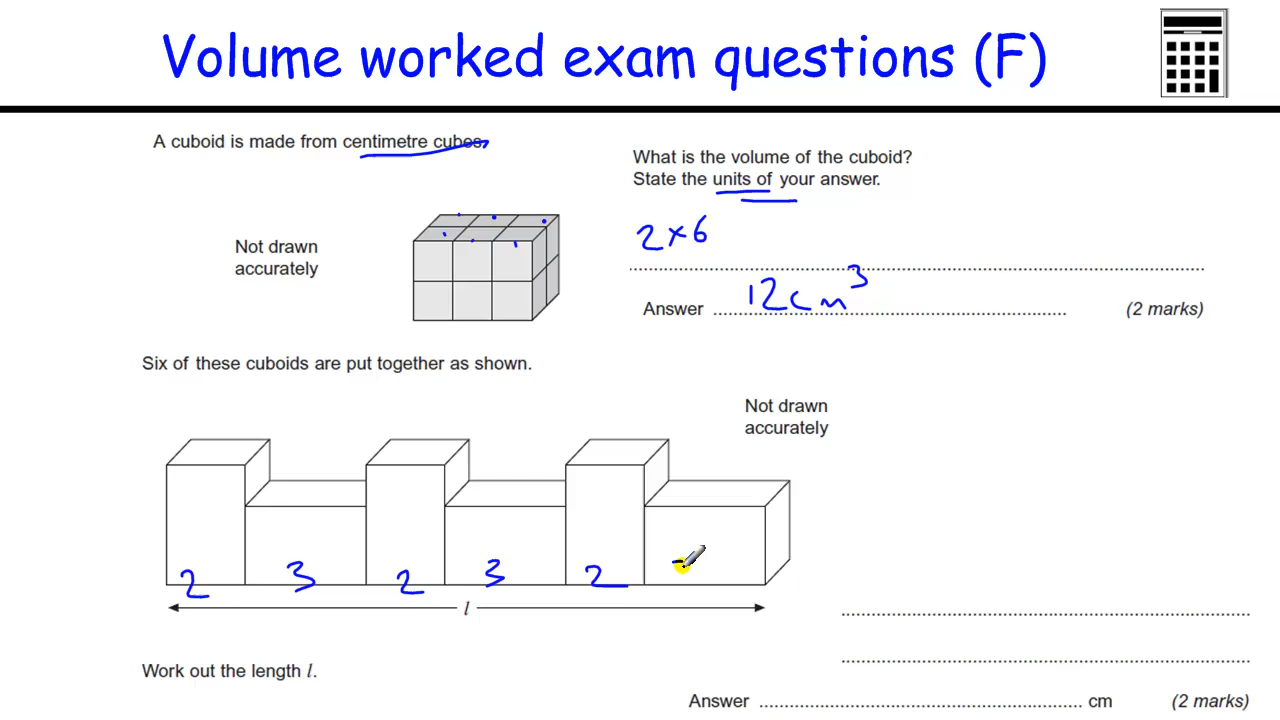 Volume worked exam questions (F)
A cuboid is made from centimetre cubes.
What is the volume of the cuboid?
State the units of your answer.
2×6
Not drawn
accurately
Answer 12cm³ (2 marks)
Six of these cuboids are put together as shown.
Not drawn
accurately
2 3 2 3 2
l
Work out the length l.
Answer ........ cm (2 marks)